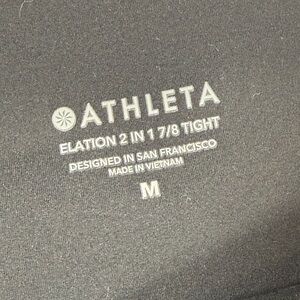 ATHLETA
ELATION 2 IN 1 7/8 TIGHT
DESIGNED IN SAN FRANCISCO
MADE IN VIETNAM
M